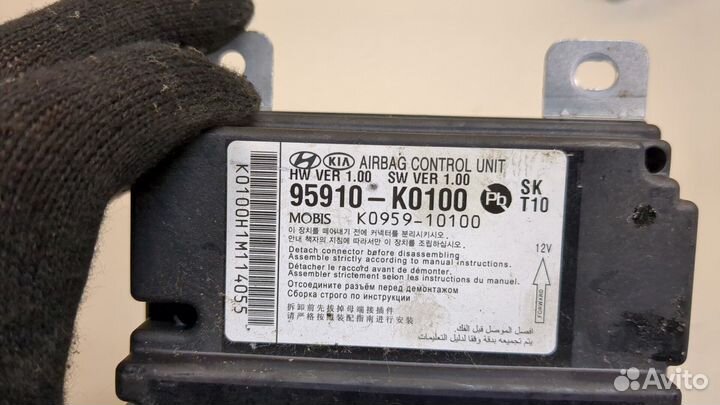 HYUNDAI KIA AIRBAG CONTROL UNIT
HW VER 1.00 SW VER 1.00
95910-K0100 Pb SK T10
MOBIS K0959-10100
이 장치를 떼어내기 전에 커넥터를 분리시키시오.
안내 책자의 지침에 따라서만 이 장치를 조립하십시오.
Detach connector before disassembling
Assemble strictly according to manual instructions.
Détacher le raccord avant de démonter.
Assembler strictement selon les instructions du manuel.
Отсоедините разъём перед демонтажом
Сборка строго по инструкции
拆卸前先拔掉母端接插件
请严格按照装配指南进行安装
افصل الموصل قبل الفك.
يتم تجميعه بدقة وفقا لدليل التعليمات
12V
FORWARD
K0100H1M114055
Avito